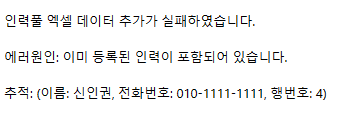 인력풀 엑셀 데이터 추가가 실패하였습니다.
에러원인: 이미 등록된 인력이 포함되어 있습니다.
추적: (이름: 신인권, 전화번호: 010-1111-1111, 행번호: 4)